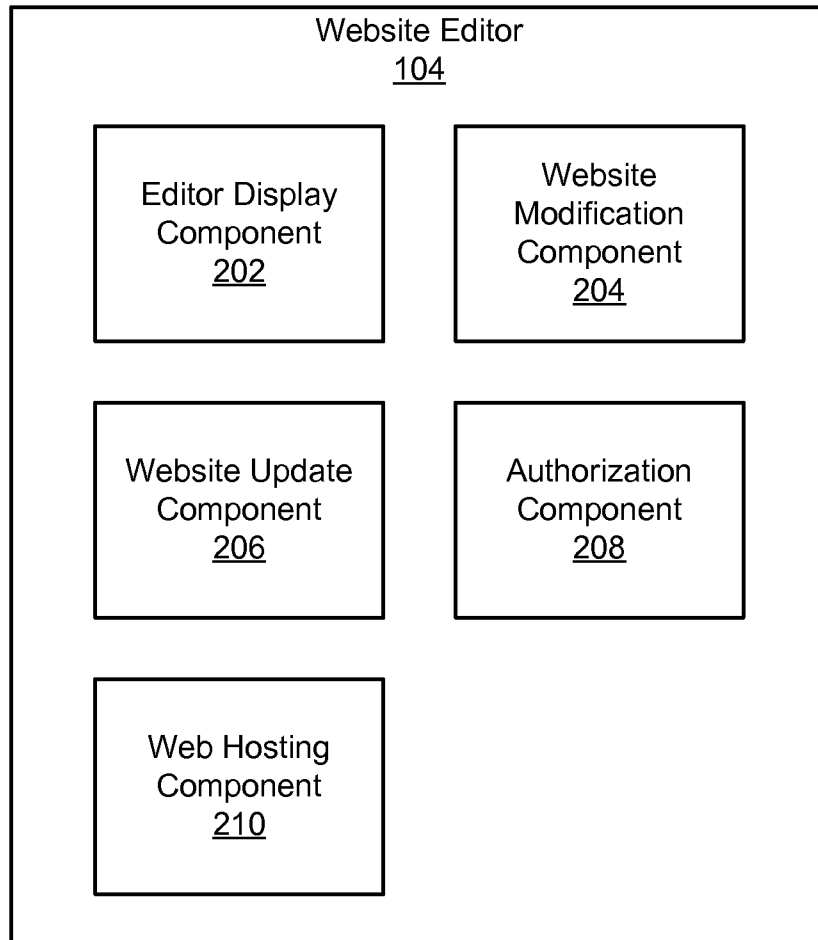 Website Editor
104
Editor Display
Component
202
Website
Modification
Component
204
Website Update
Component
206
Authorization
Component
208
Web Hosting
Component
210